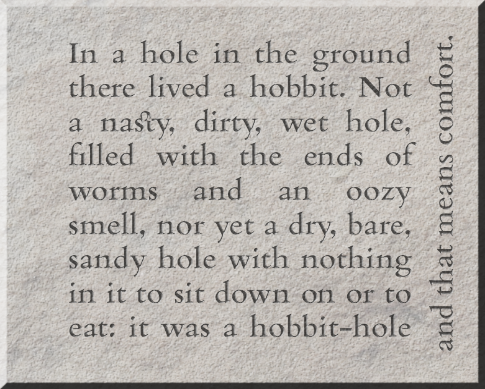 In a hole in the ground
there lived a hobbit. Not
a nasty, dirty, wet hole,
filled with the ends of
worms and an oozy
smell, nor yet a dry, bare,
sandy hole with nothing
in it to sit down on or to
eat: it was a hobbit-hole
and that means comfort.